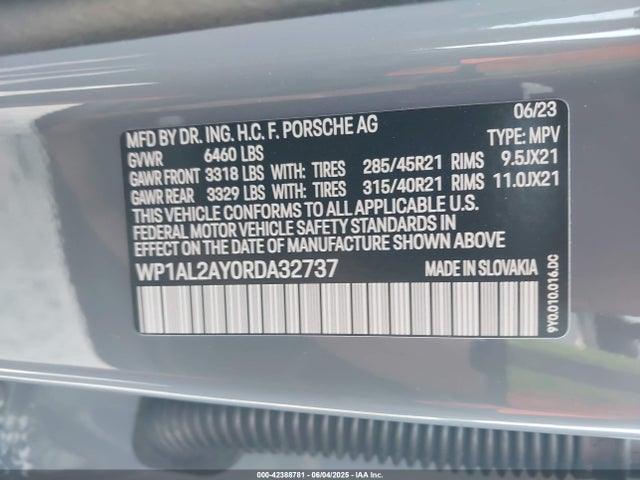 06/23
MFD BY DR. ING. H.C. F. PORSCHE AG
TYPE: MPV
GVWR 6460 LBS
GAWR FRONT 3318 LBS WITH: TIRES 285/45R21 RIMS 9.5JX21
GAWR REAR 3329 LBS WITH: TIRES 315/40R21 RIMS 11.0JX21
THIS VEHICLE CONFORMS TO ALL APPLICABLE U.S.
FEDERAL MOTOR VEHICLE SAFETY STANDARDS IN
EFFECT ON THE DATE OF MANUFACTURE SHOWN ABOVE
WP1AL2AY0RDA32737 MADE IN SLOVAKIA
9Y0.010.016.DC
000-42388781 - 06/04/2025 - IAA Inc.